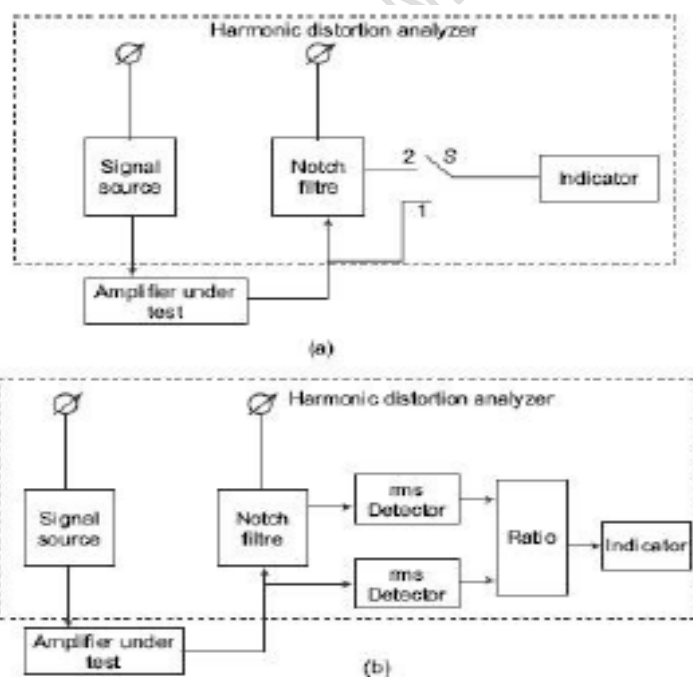 Harmonic distortion analyzer
Signal
source
Notch
filtre
2
S
1
Indicator
Amplifier under
test
(a)
Harmonic distortion analyzer
Signal
source
Notch
filtre
rms
Detector
rms
Detector
Ratio
Indicator
Amplifier under
test
(b)